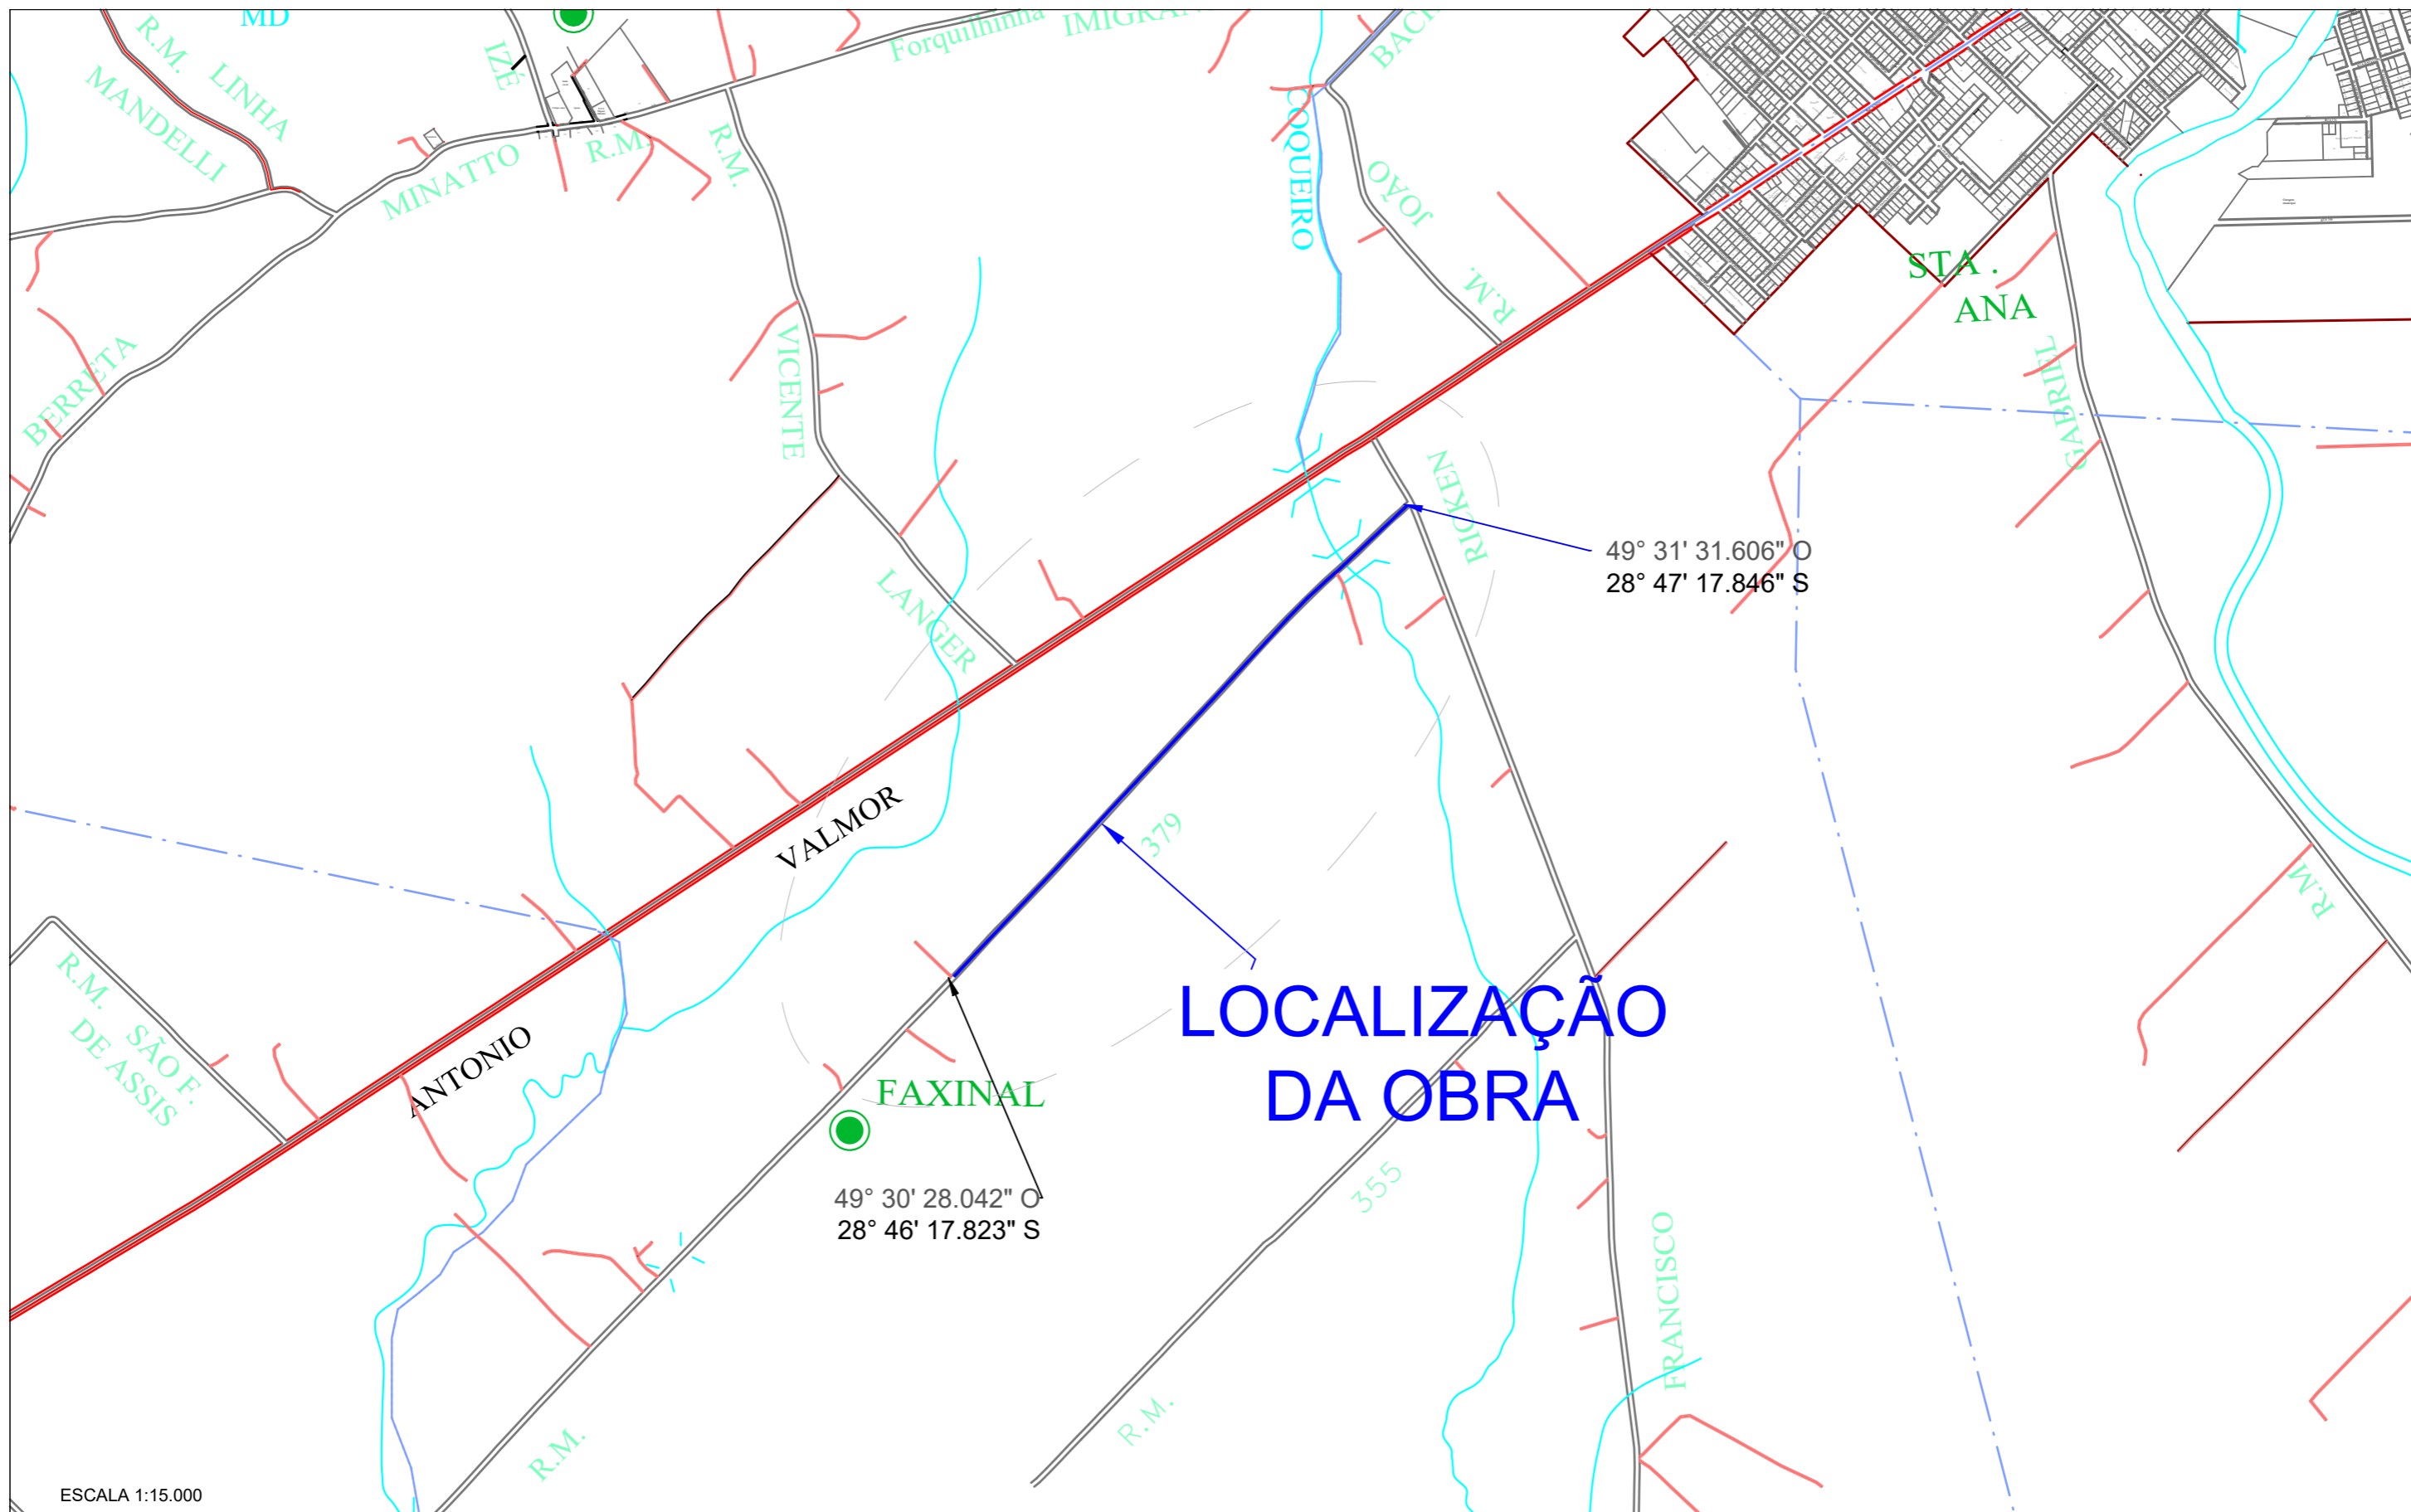 MD
R.M. LINHA
MANDELLI
IZÉ
Forquilhinha
MINATTO
R.M.
R.M.
COQUEIRO
JOÃO
R.M.
STA .
ANA
BERRETA
VICENTE
GABRIEL
RICKEN
49° 31' 31.606" O
28° 47' 17.846" S
LANGER
VALMOR
379
R.M
R.M. SÃO F.
DE ASSIS
ANTONIO
LOCALIZAÇÃO
DA OBRA
FAXINAL
49° 30' 28.042" O
28° 46' 17.823" S
355
FRANCISCO
R.M.
R.M.
ESCALA 1:15.000